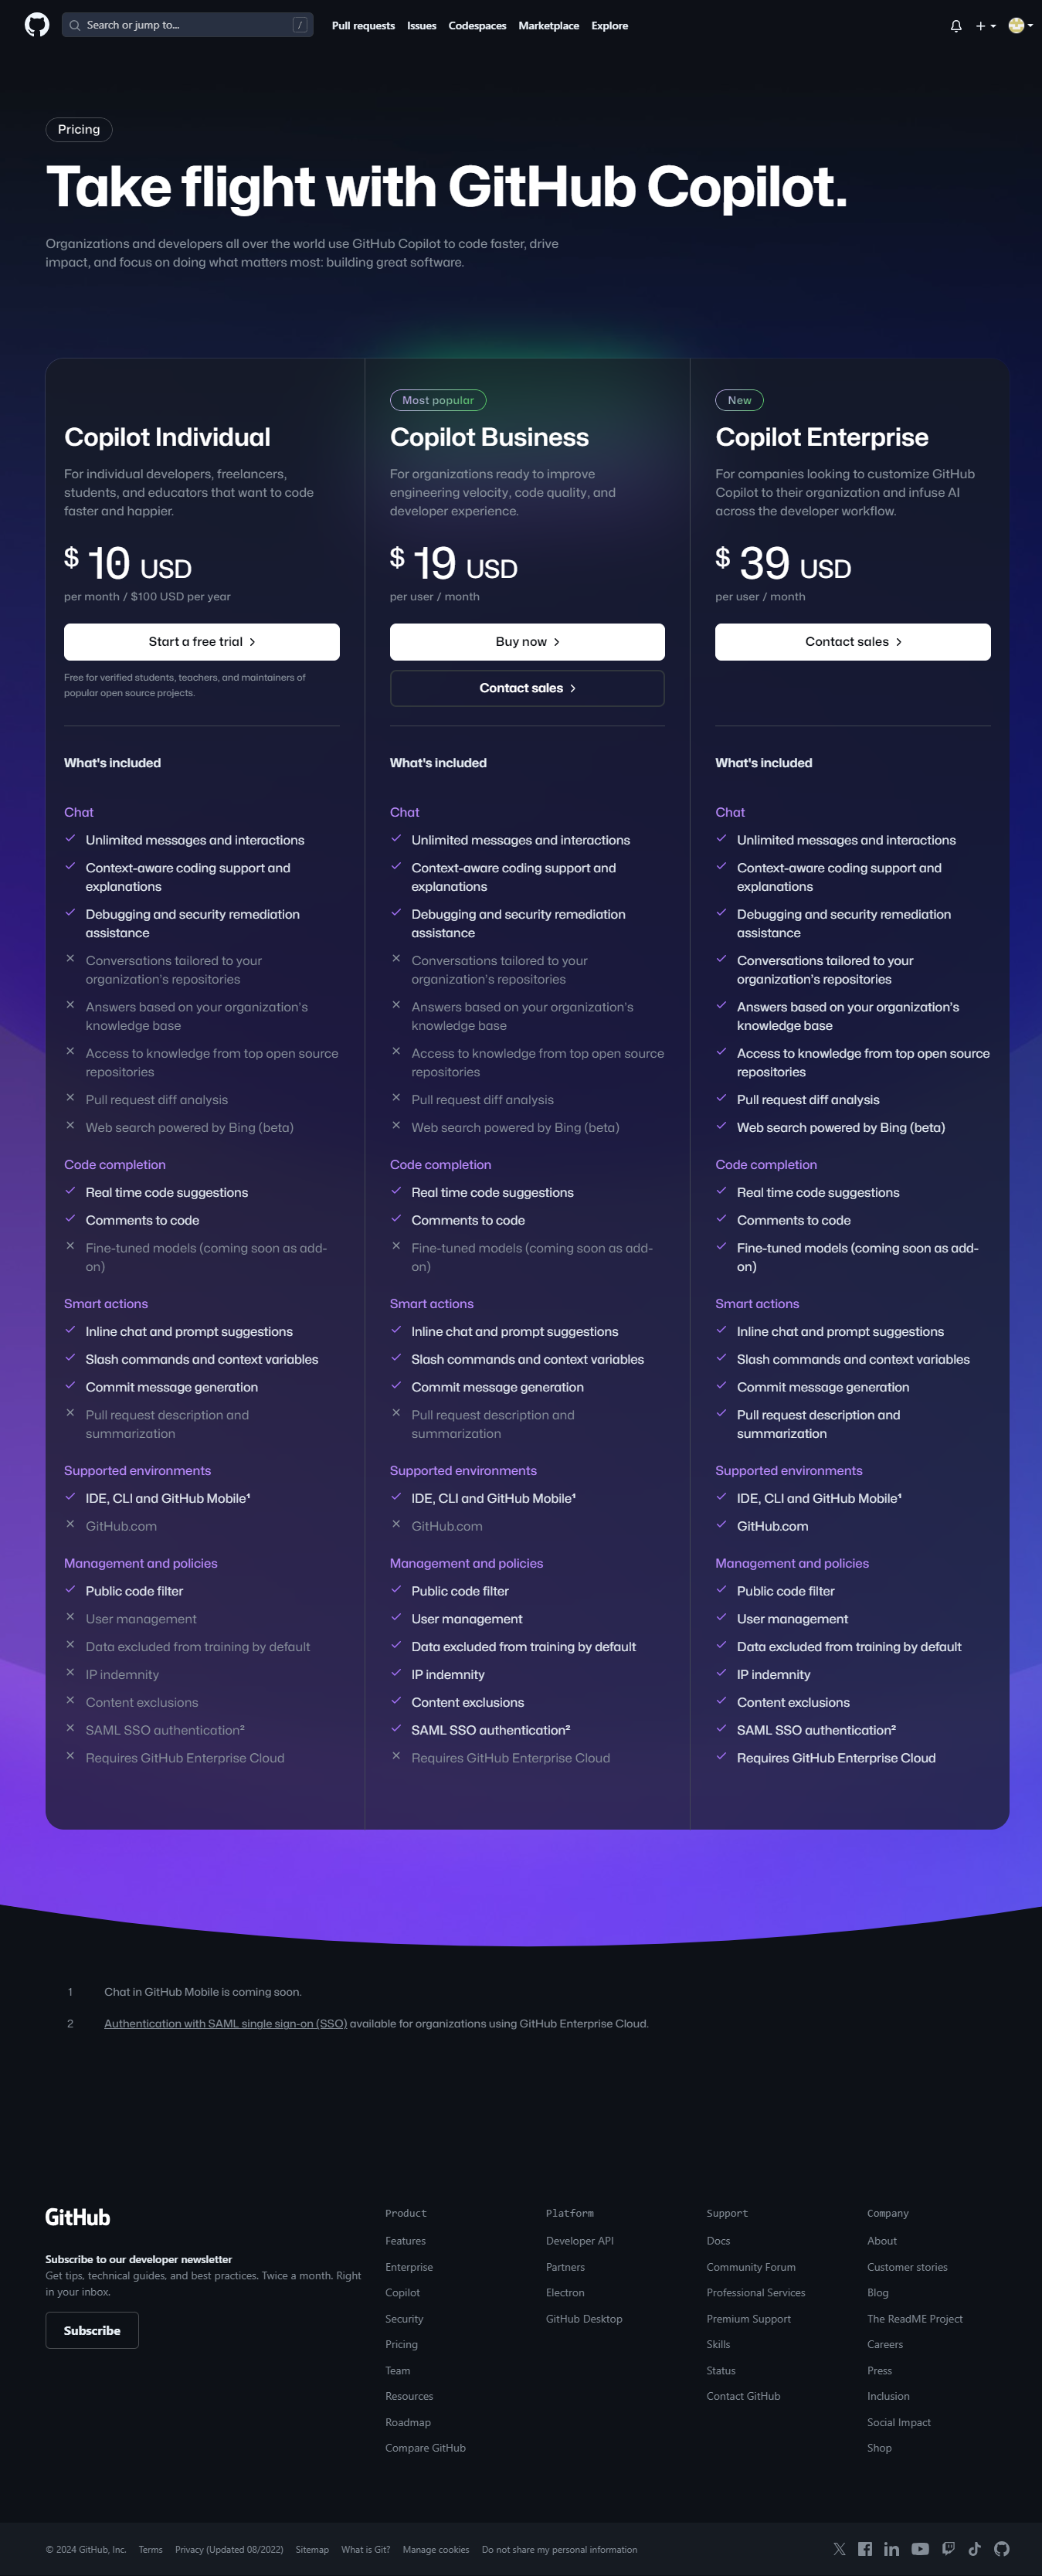 Search or jump to...
/
Pull requests
Issues
Codespaces
Marketplace
Explore
Pricing
Take flight with GitHub Copilot.
Organizations and developers all over the world use GitHub Copilot to code faster, drive
impact, and focus on doing what matters most: building great software.
Copilot Individual
For individual developers, freelancers,
students, and educators that want to code
faster and happier.
$ 10 USD
per month / $100 USD per year
Start a free trial
Free for verified students, teachers, and maintainers of
popular open source projects.
What's included
Chat
Unlimited messages and interactions
Context-aware coding support and
explanations
Debugging and security remediation
assistance
Conversations tailored to your
organization's repositories
Answers based on your organization's
knowledge base
Access to knowledge from top open source
repositories
Pull request diff analysis
Web search powered by Bing (beta)
Code completion
Real time code suggestions
Comments to code
Fine-tuned models (coming soon as add-
on)
Smart actions
Inline chat and prompt suggestions
Slash commands and context variables
Commit message generation
Pull request description and
summarization
Supported environments
IDE, CLI and GitHub Mobile¹
GitHub.com
Management and policies
Public code filter
User management
Data excluded from training by default
IP indemnity
Content exclusions
SAML SSO authentication²
Requires GitHub Enterprise Cloud
Most popular
Copilot Business
For organizations ready to improve
engineering velocity, code quality, and
developer experience.
$ 19 USD
per user / month
Buy now
Contact sales
What's included
Chat
Unlimited messages and interactions
Context-aware coding support and
explanations
Debugging and security remediation
assistance
Conversations tailored to your
organization's repositories
Answers based on your organization's
knowledge base
Access to knowledge from top open source
repositories
Pull request diff analysis
Web search powered by Bing (beta)
Code completion
Real time code suggestions
Comments to code
Fine-tuned models (coming soon as add-
on)
Smart actions
Inline chat and prompt suggestions
Slash commands and context variables
Commit message generation
Pull request description and
summarization
Supported environments
IDE, CLI and GitHub Mobile¹
GitHub.com
Management and policies
Public code filter
User management
Data excluded from training by default
IP indemnity
Content exclusions
SAML SSO authentication²
Requires GitHub Enterprise Cloud
New
Copilot Enterprise
For companies looking to customize GitHub
Copilot to their organization and infuse AI
across the developer workflow.
$ 39 USD
per user / month
Contact sales
What's included
Chat
Unlimited messages and interactions
Context-aware coding support and
explanations
Debugging and security remediation
assistance
Conversations tailored to your
organization's repositories
Answers based on your organization's
knowledge base
Access to knowledge from top open source
repositories
Pull request diff analysis
Web search powered by Bing (beta)
Code completion
Real time code suggestions
Comments to code
Fine-tuned models (coming soon as add-
on)
Smart actions
Inline chat and prompt suggestions
Slash commands and context variables
Commit message generation
Pull request description and
summarization
Supported environments
IDE, CLI and GitHub Mobile¹
GitHub.com
Management and policies
Public code filter
User management
Data excluded from training by default
IP indemnity
Content exclusions
SAML SSO authentication²
Requires GitHub Enterprise Cloud
1 Chat in GitHub Mobile is coming soon.
2 Authentication with SAML single sign-on (SSO) available for organizations using GitHub Enterprise Cloud.
GitHub
Subscribe to our developer newsletter
Get tips, technical guides, and best practices. Twice a month. Right
in your inbox.
Subscribe
Product
Features
Enterprise
Copilot
Security
Pricing
Team
Resources
Roadmap
Compare GitHub
Platform
Developer API
Partners
Electron
GitHub Desktop
Support
Docs
Community Forum
Professional Services
Premium Support
Skills
Status
Contact GitHub
Company
About
Customer stories
Blog
The ReadME Project
Careers
Press
Inclusion
Social Impact
Shop
© 2024 GitHub, Inc.
Terms
Privacy (Updated 08/2022)
Sitemap
What is Git?
Manage cookies
Do not share my personal information